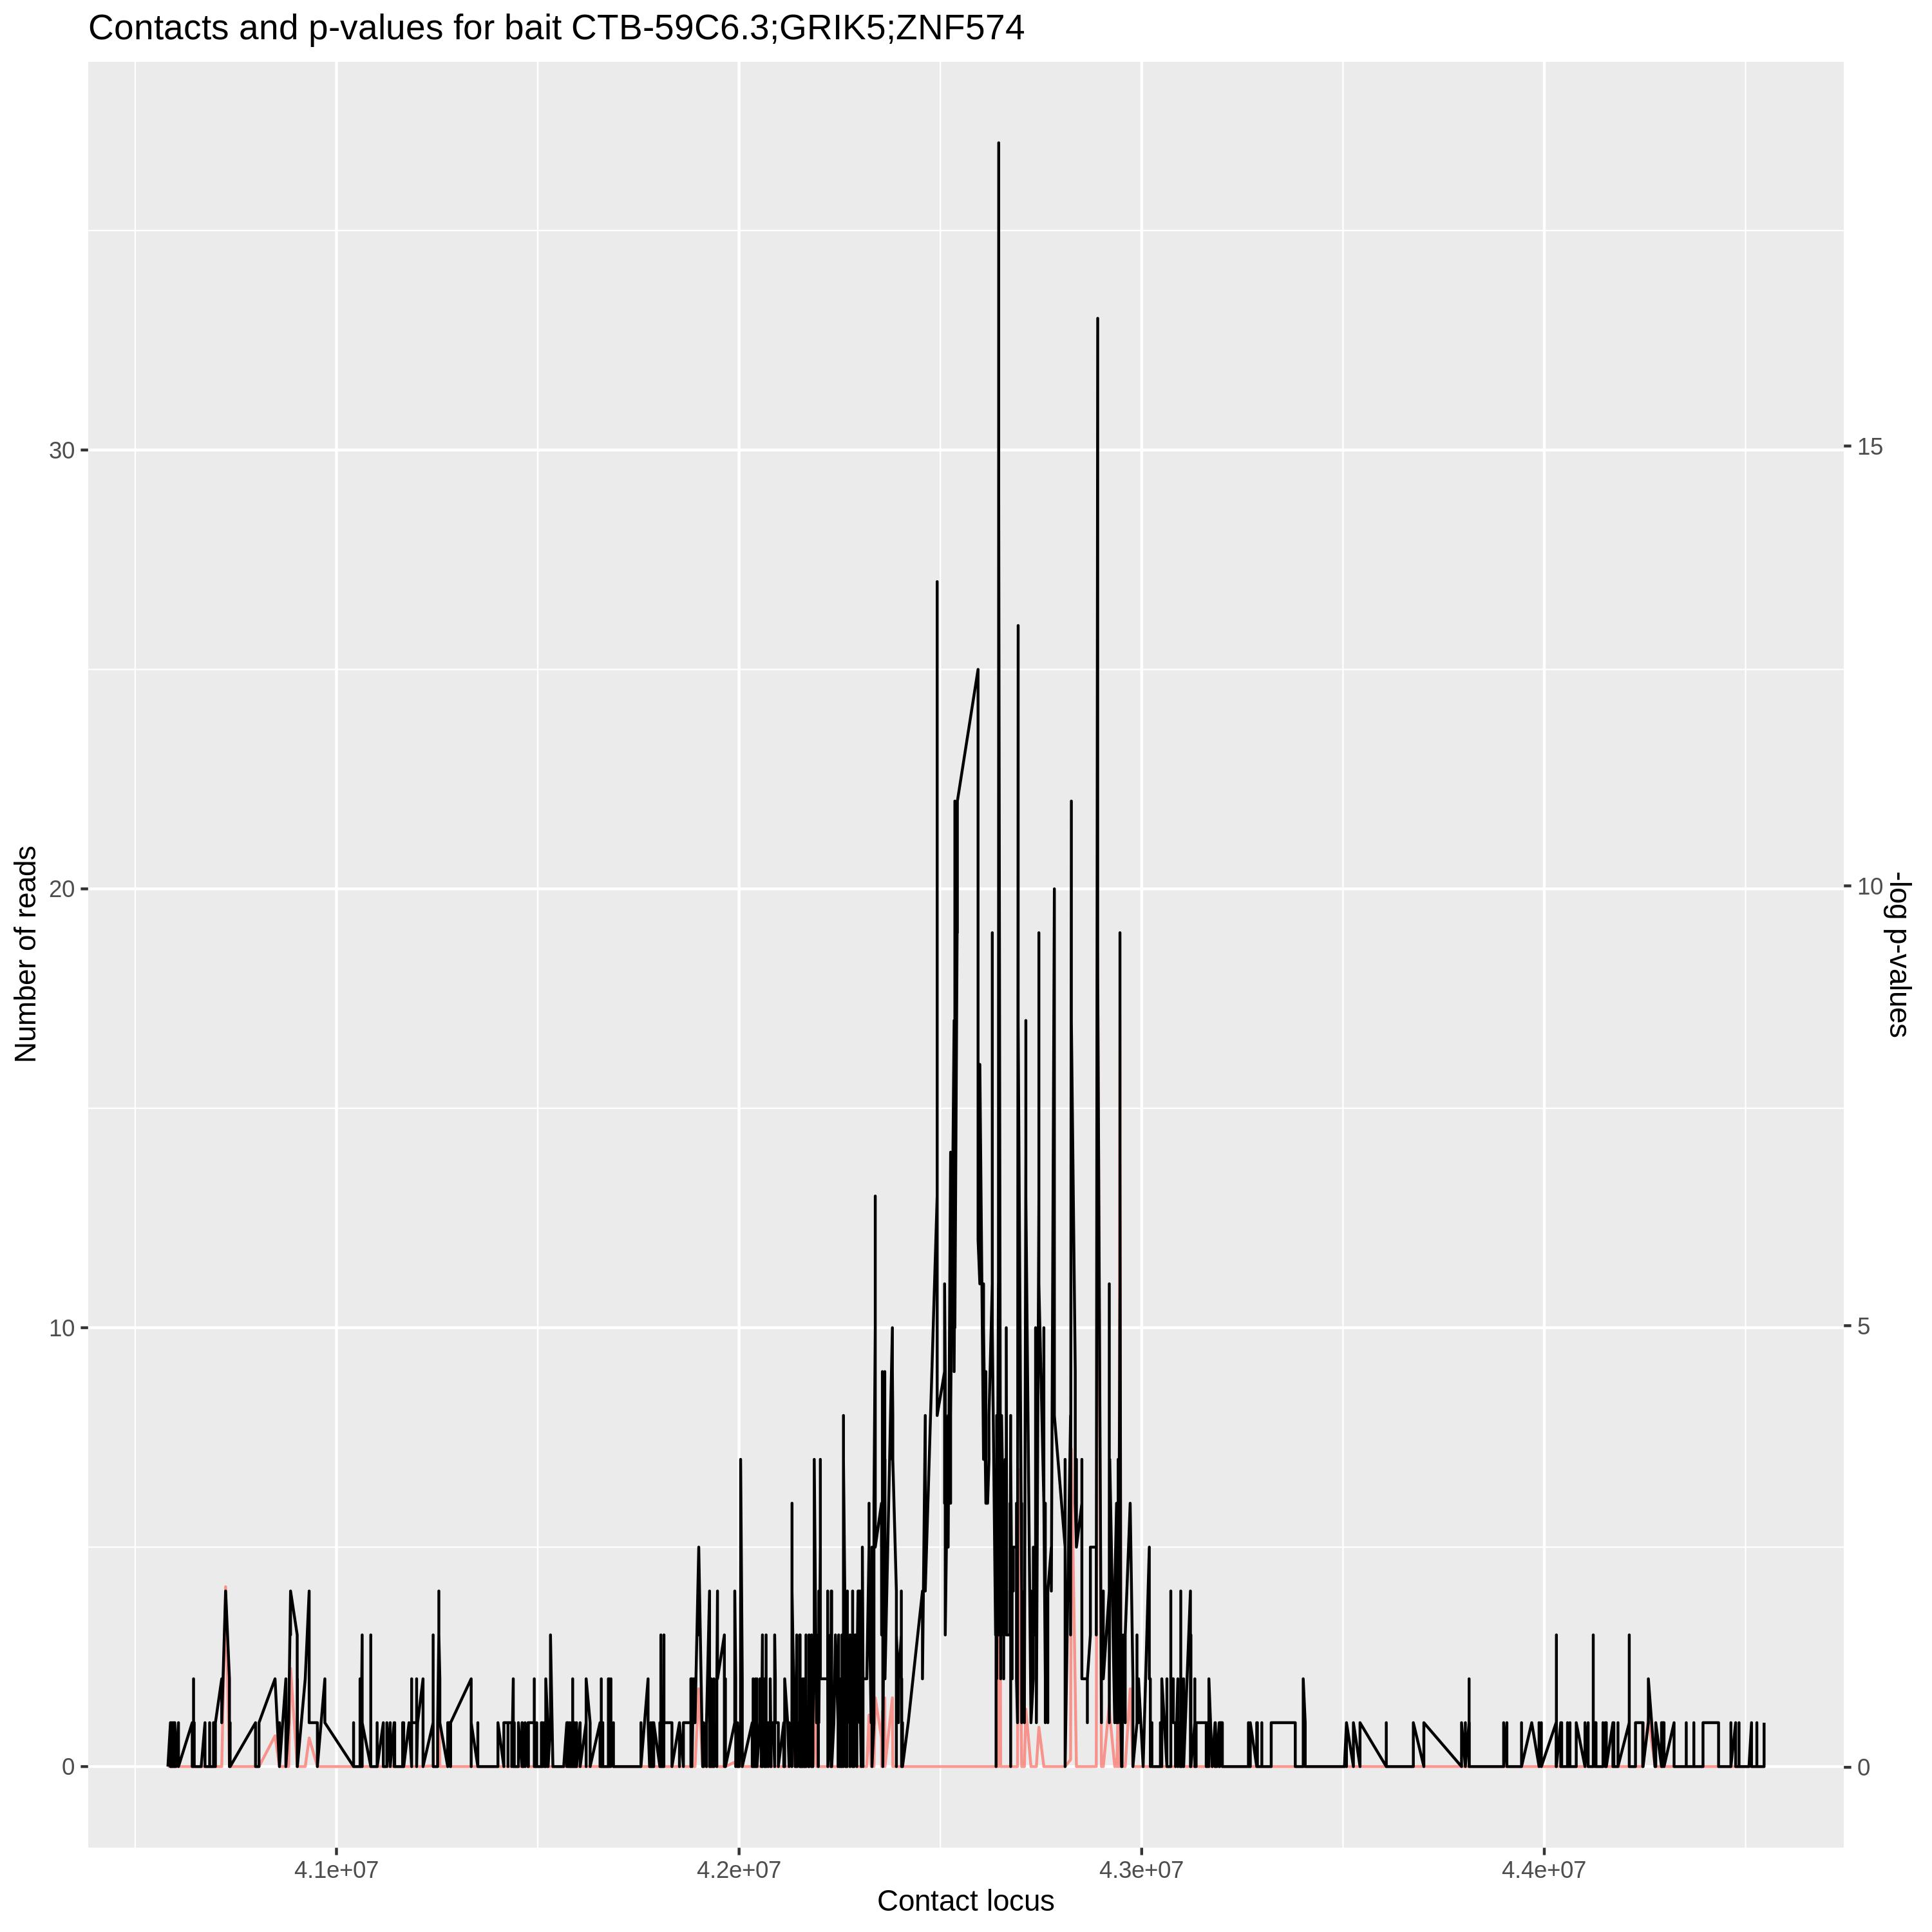 Contacts and p-values for bait CTB-59C6.3;GRIK5;ZNF574
30
20
10
0
Number of reads
15
10
5
0
-log p-values
4.1e+07
4.2e+07
4.3e+07
4.4e+07
Contact locus